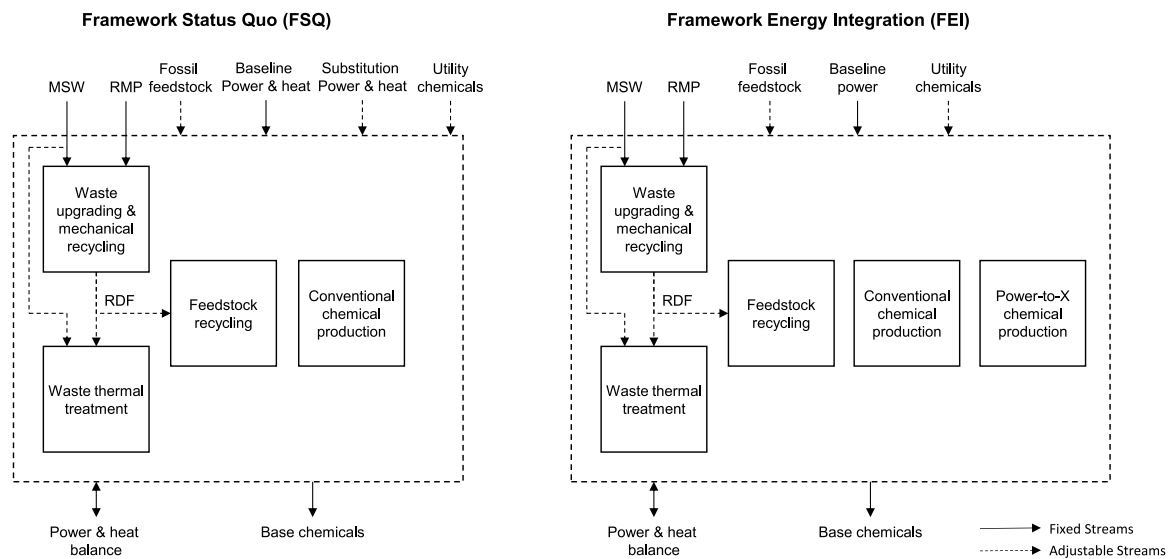 Framework Status Quo (FSQ)
MSW
RMP
Fossil
feedstock
Baseline
Power & heat
Substitution
Power & heat
Utility
chemicals
Waste
upgrading &
mechanical
recycling
RDF
Feedstock
recycling
Conventional
chemical
production
Waste thermal
treatment
Power & heat
balance
Base chemicals
Framework Energy Integration (FEI)
MSW
RMP
Fossil
feedstock
Baseline
power
Utility
chemicals
Waste
upgrading &
mechanical
recycling
RDF
Feedstock
recycling
Conventional
chemical
production
Power-to-X
chemical
production
Waste thermal
treatment
Power & heat
balance
Base chemicals
Fixed Streams
Adjustable Streams